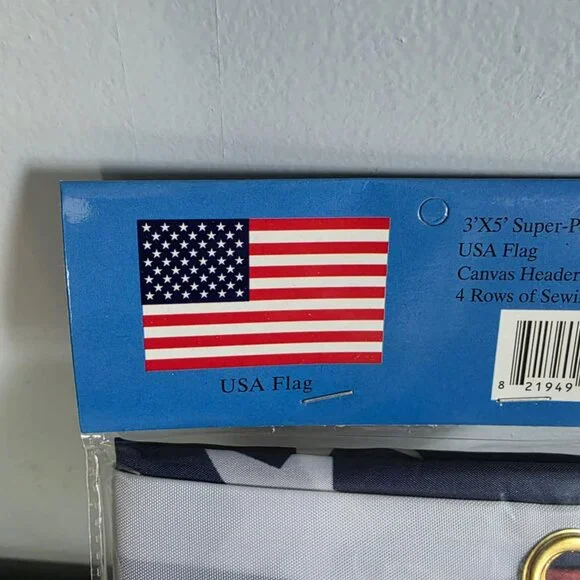 3'X5' Super-P
USA Flag
Canvas Header
4 Rows of Sewi
USA Flag
8 21949